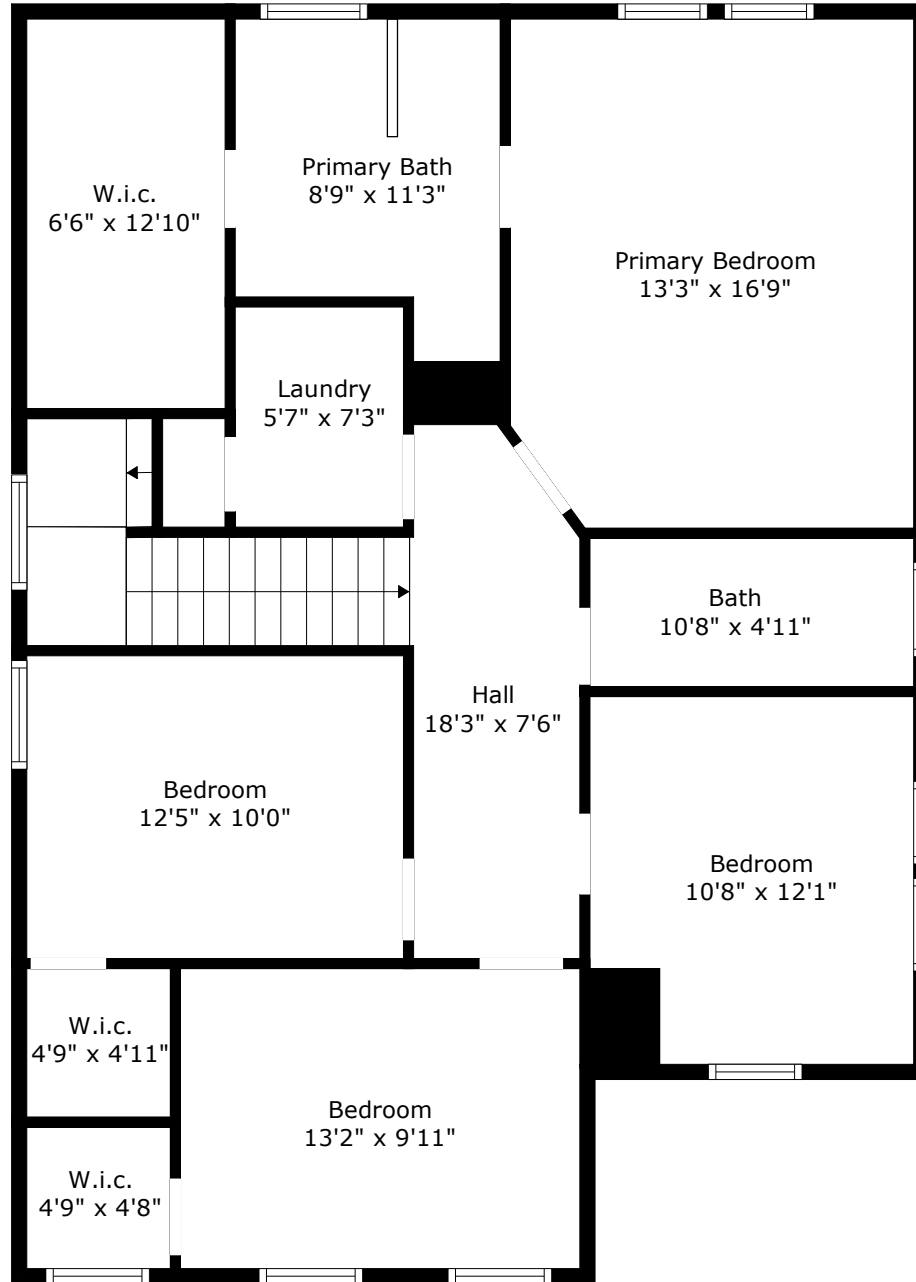 W.i.c.
6'6" x 12'10"
Primary Bath
8'9" x 11'3"
Primary Bedroom
13'3" x 16'9"
Laundry
5'7" x 7'3"
Bath
10'8" x 4'11"
Hall
18'3" x 7'6"
Bedroom
12'5" x 10'0"
Bedroom
10'8" x 12'1"
W.i.c.
4'9" x 4'11"
Bedroom
13'2" x 9'11"
W.i.c.
4'9" x 4'8"